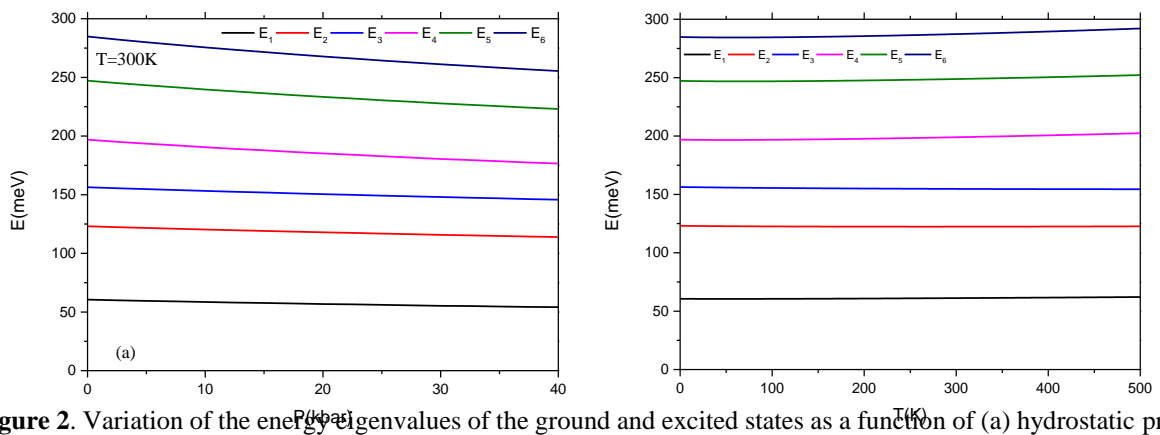 300
250
200
150
100
50
0
E(meV)
E₁ E₂ E₃ E₄ E₅ E₆
T=300K
(a)
0 10 20 30 40
P(kbar)
300
250
200
150
100
50
0
E(meV)
E₁ E₂ E₃ E₄ E₅ E₆
0 100 200 300 400 500
T(K)
gure 2. Variation of the energy eigenvalues of the ground and excited states as a function of (a) hydrostatic pr